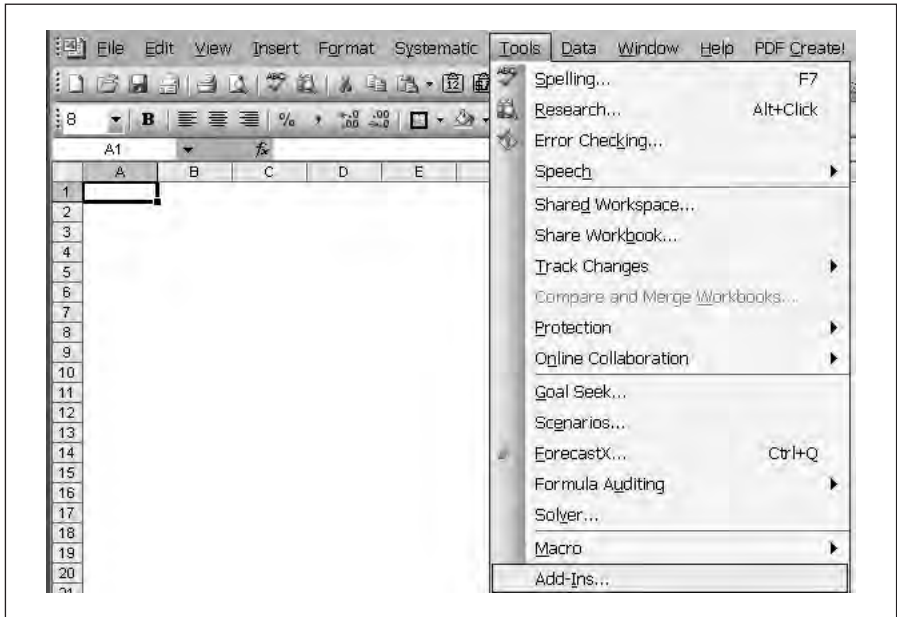 File Edit View Insert Format Systematic Tools Data Window Help PDF Create!
8 B % ,
A1 fx
A B C D E
1
2
3
4
5
6
7
8
9
10
11
12
13
14
15
16
17
18
19
20
21
Spelling... F7
Research... Alt+Click
Error Checking...
Speech
Shared Workspace...
Share Workbook...
Track Changes
Compare and Merge Workbooks...
Protection
Online Collaboration
Goal Seek...
Scenarios...
ForecastX... Ctrl+Q
Formula Auditing
Solver...
Macro
Add-Ins...